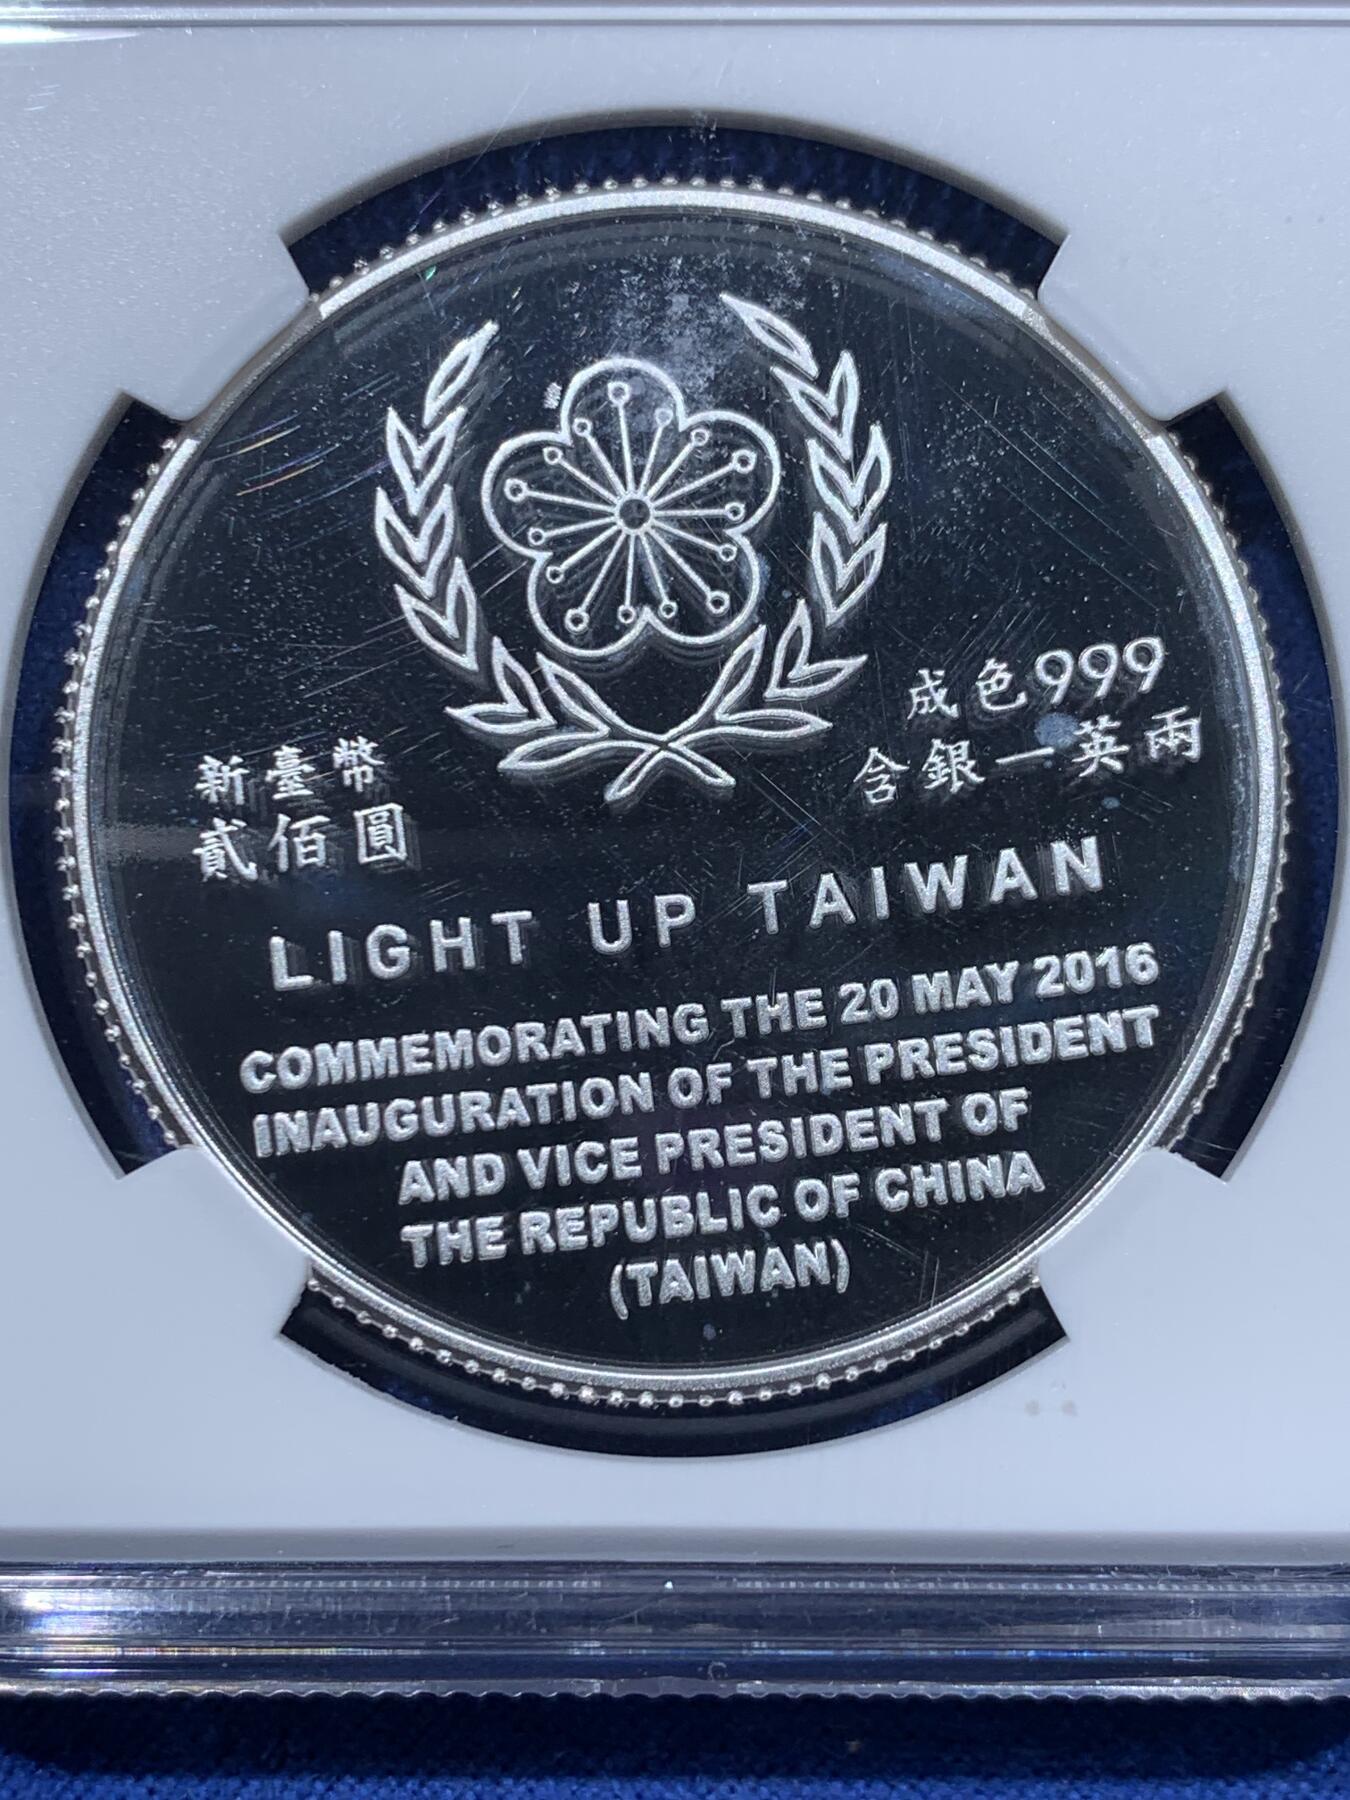 成色999
含銀一英兩
新臺幣
貳佰圓
LIGHT UP TAIWAN
COMMEMORATING THE 20 MAY 2016
INAUGURATION OF THE PRESIDENT
AND VICE PRESIDENT OF
THE REPUBLIC OF CHINA
(TAIWAN)